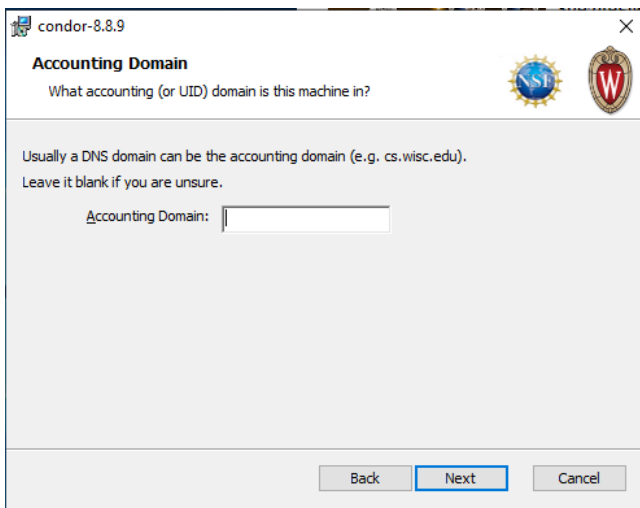 condor-8.8.9
Accounting Domain
What accounting (or UID) domain is this machine in?
NSF
W
Usually a DNS domain can be the accounting domain (e.g. cs.wisc.edu).
Leave it blank if you are unsure.
Accounting Domain:
Back Next Cancel